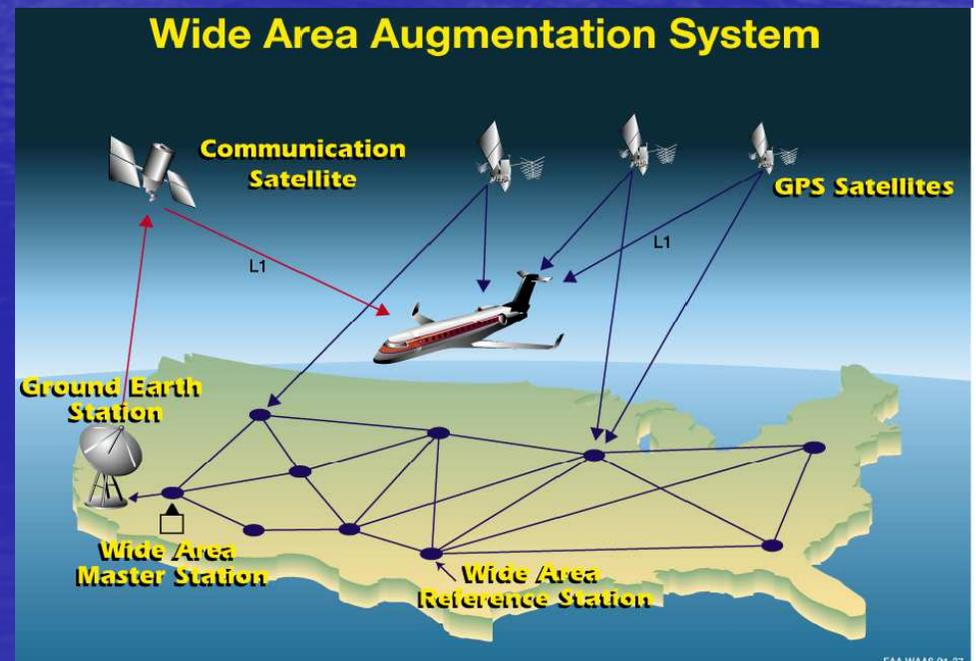 Wide Area Augmentation System
Communication
Satellite
GPS Satellites
L1
L1
Ground Earth
Station
Wide Area
Master Station
Wide Area
Reference Station